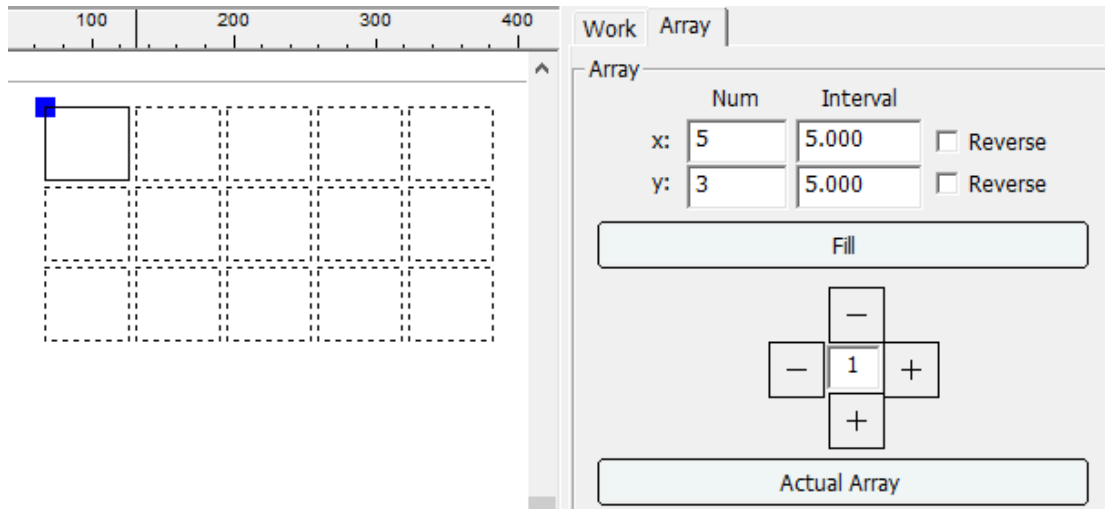 100 200 300 400
Work Array
Array
Num Interval
x: 5 5.000 Reverse
y: 3 5.000 Reverse
Fill
−
− 1 +
+
Actual Array